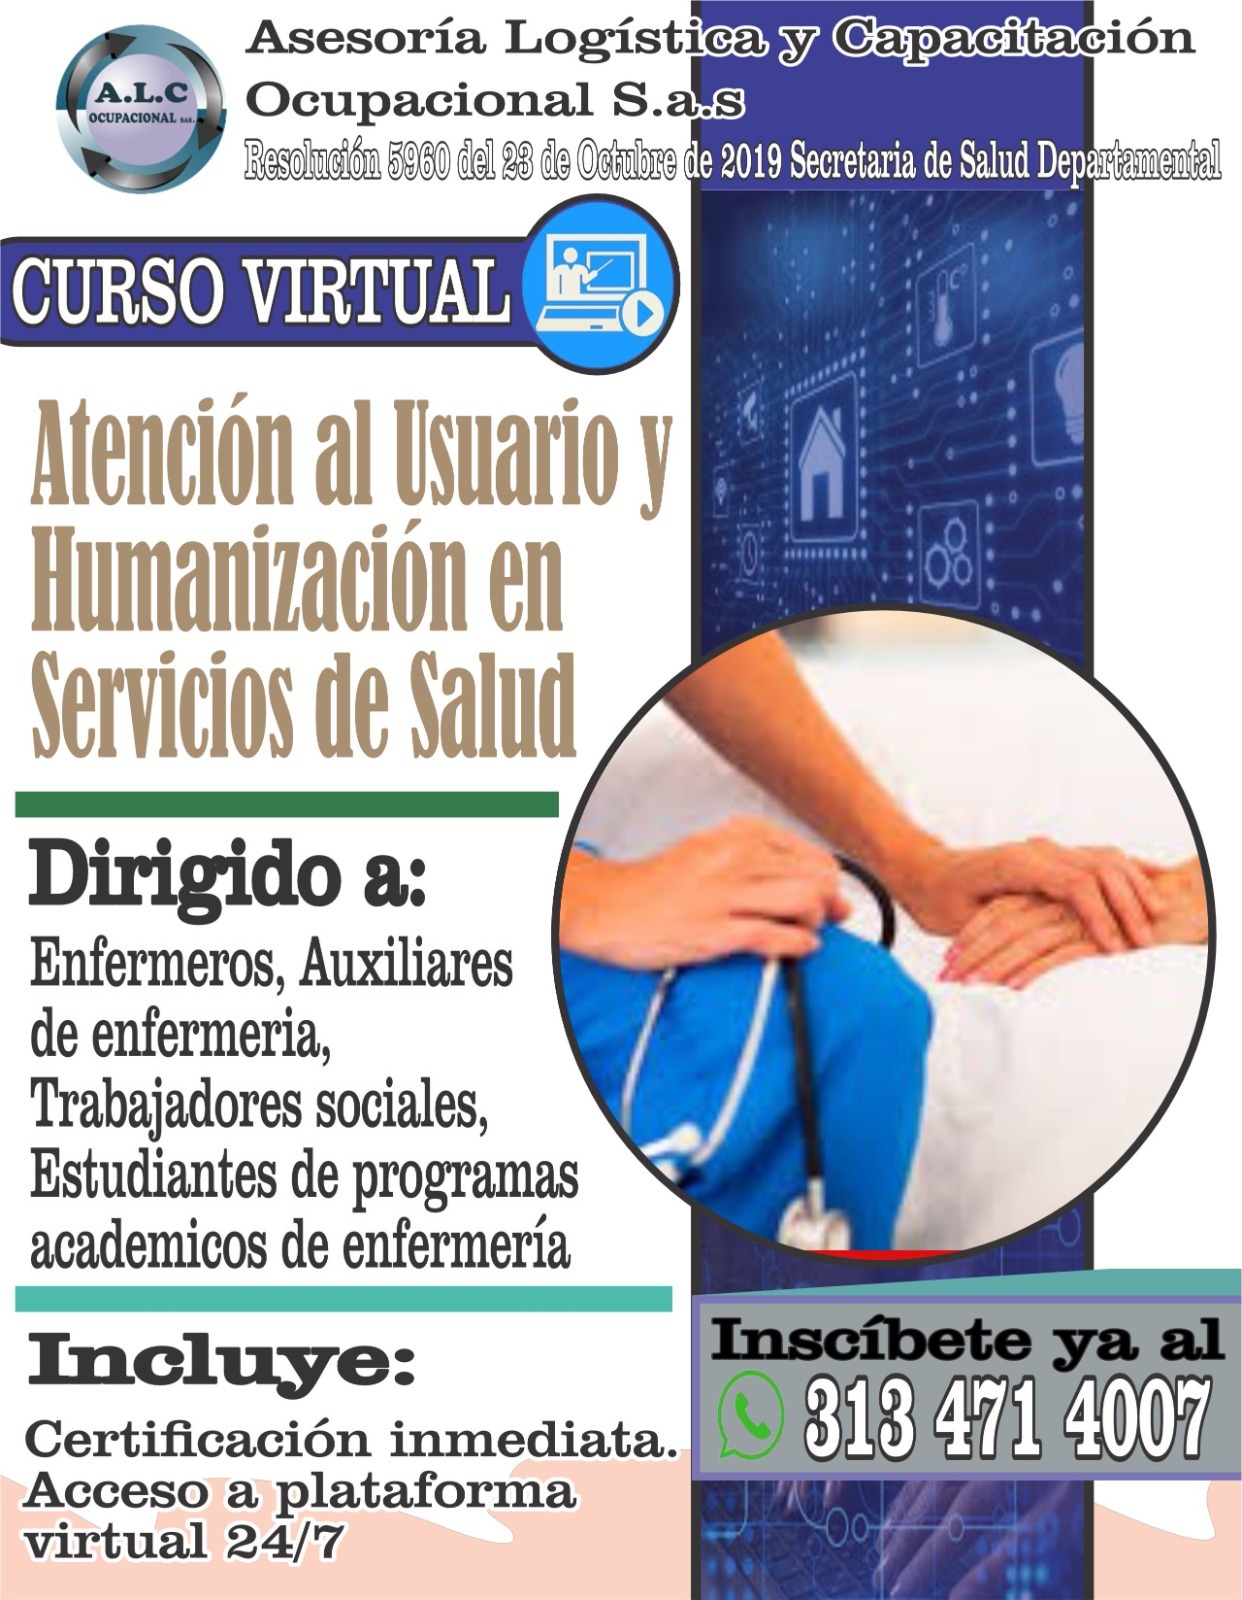 A.L.C
OCUPACIONAL SAS.
Asesoría Logística y Capacitación
Ocupacional S.a.s
Resolución 5960 del 23 de Octubre de 2019 Secretaria de Salud Departamental
CURSO VIRTUAL
Atención al Usuario y
Humanización en
Servicios de Salud
Dirigido a:
Enfermeros, Auxiliares
de enfermeria,
Trabajadores sociales,
Estudiantes de programas
academicos de enfermería
Incluye:
Certificación inmediata.
Acceso a plataforma
virtual 24/7
Inscíbete ya al
313 471 4007